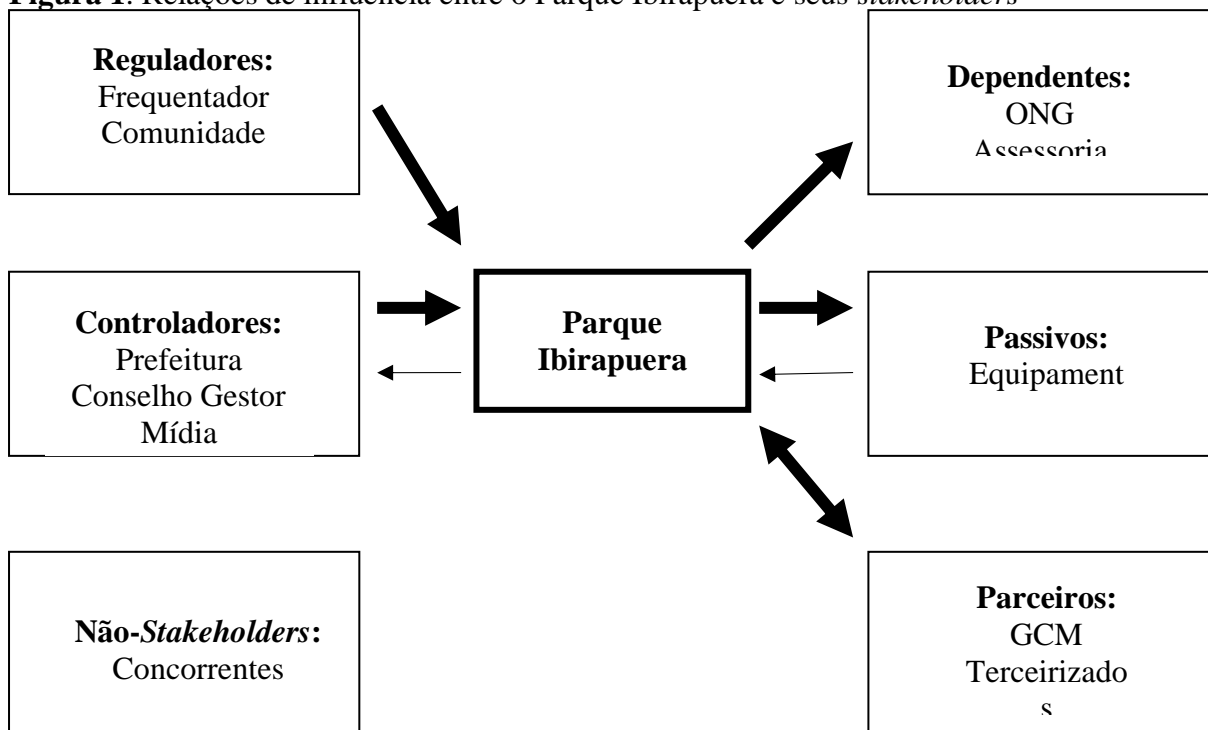 Figura 1. Relações de influência entre o Parque Ibirapuera e seus stakeholders
Reguladores:
Frequentador
Comunidade
Dependentes:
ONG
Assessoria
Controladores:
Prefeitura
Conselho Gestor
Mídia
Parque
Ibirapuera
Passivos:
Equipament
Não-Stakeholders:
Concorrentes
Parceiros:
GCM
Terceirizado
s